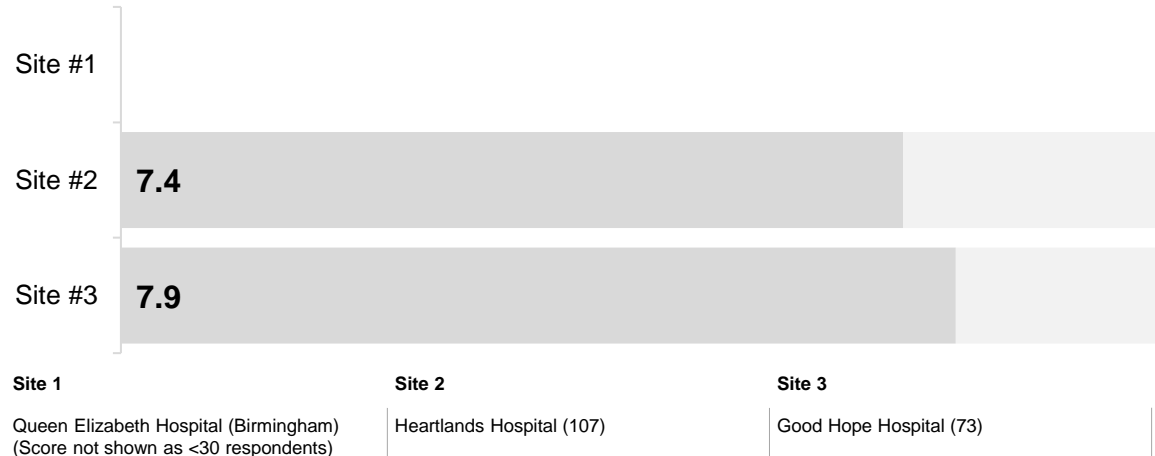 Site #1
Site #2
7.4
Site #3
7.9
Site 1
Site 2
Site 3
Queen Elizabeth Hospital (Birmingham)
(Score not shown as <30 respondents)
Heartlands Hospital (107)
Good Hope Hospital (73)